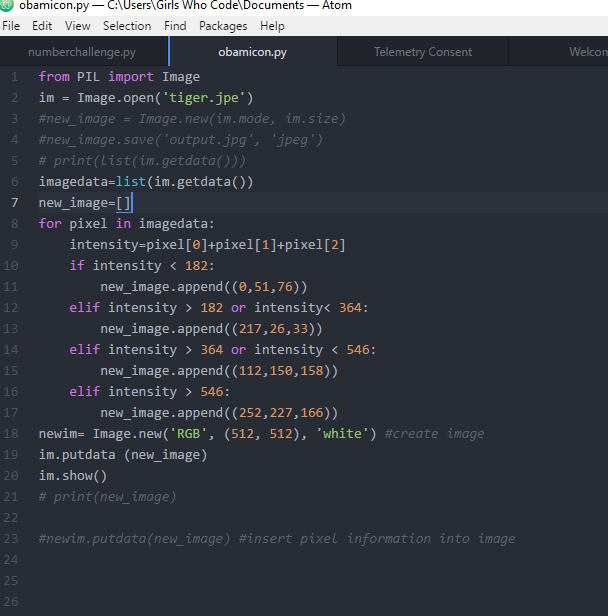 obamicon.py — C:\Users\Girls Who Code\Documents — Atom
File Edit View Selection Find Packages Help
numberchallenge.py obamicon.py Telemetry Consent Welcom
1 from PIL import Image
2 im = Image.open('tiger.jpe')
3 #new_image = Image.new(im.mode, im.size)
4 #new_image.save('output.jpg', 'jpeg')
5 # print(list(im.getdata()))
6 imagedata=list(im.getdata())
7 new_image=[]
8 for pixel in imagedata:
9     intensity=pixel[0]+pixel[1]+pixel[2]
10     if intensity < 182:
11         new_image.append((0,51,76))
12     elif intensity > 182 or intensity< 364:
13         new_image.append((217,26,33))
14     elif intensity > 364 or intensity < 546:
15         new_image.append((112,150,158))
16     elif intensity > 546:
17         new_image.append((252,227,166))
18 newim= Image.new('RGB', (512, 512), 'white') #create image
19 im.putdata (new_image)
20 im.show()
21 # print(new_image)
22
23 #newim.putdata(new_image) #insert pixel information into image
24
25
26